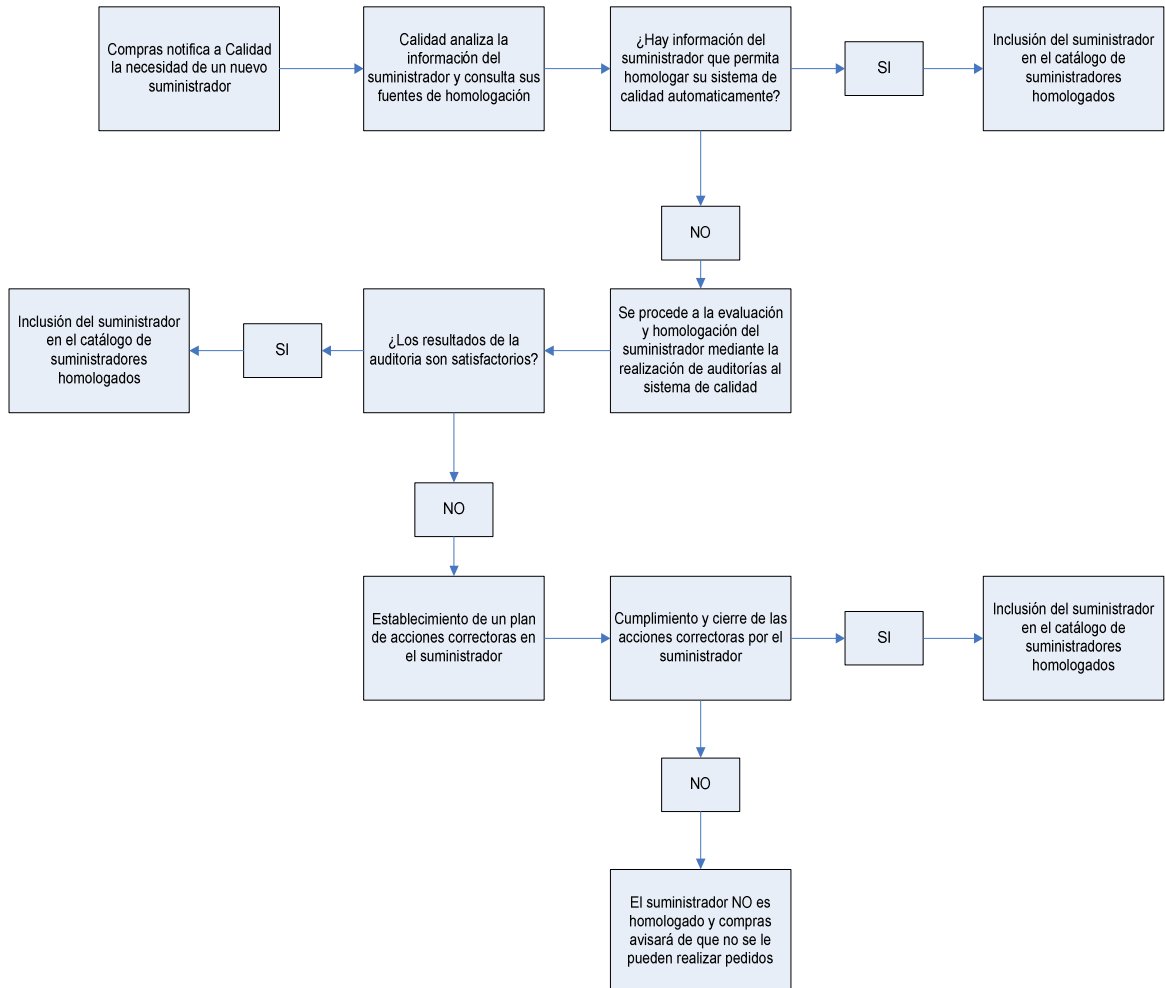 Compras notifica a Calidad
la necesidad de un nuevo
suministrador
Calidad analiza la
información del
suministrador y consulta sus
fuentes de homologación
¿Hay información del
suministrador que permita
homologar su sistema de
calidad automaticamente?
SI
Inclusión del suministrador
en el catálogo de
suministradores
homologados
NO
Inclusión del suministrador
en el catálogo de
suministradores
homologados
SI
¿Los resultados de la
auditoria son satisfactorios?
Se procede a la evaluación
y homologación del
suministrador mediante la
realización de auditorías al
sistema de calidad
NO
Establecimiento de un plan
de acciones correctoras en
el suministrador
Cumplimiento y cierre de las
acciones correctoras por el
suministrador
SI
Inclusión del suministrador
en el catálogo de
suministradores
homologados
NO
El suministrador NO es
homologado y compras
avisará de que no se le
pueden realizar pedidos